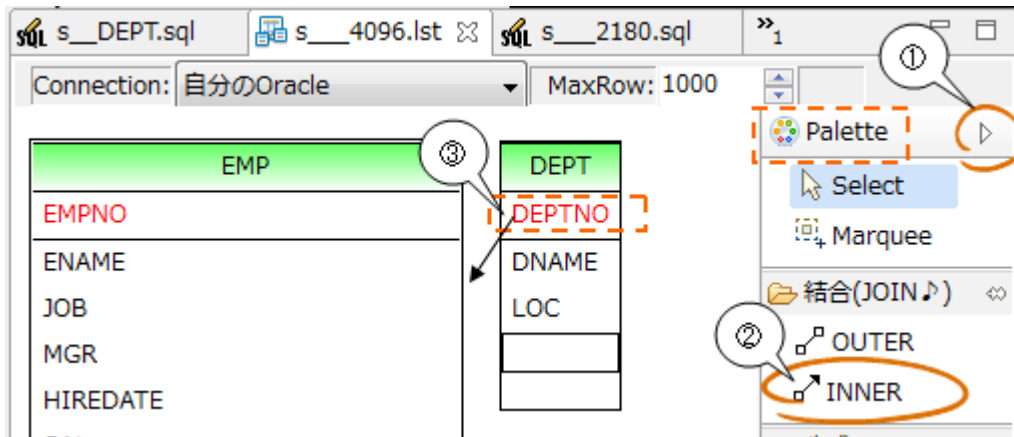 SQL s__DEPT.sql s___4096.lst SQL s___2180.sql »1
①
Connection: 自分のOracle MaxRow: 1000
Palette
EMP ③ DEPT
Select
EMPNO DEPTNO
Marquee
ENAME DNAME
結合(JOIN♪)
JOB LOC
② OUTER
MGR
INNER
HIREDATE